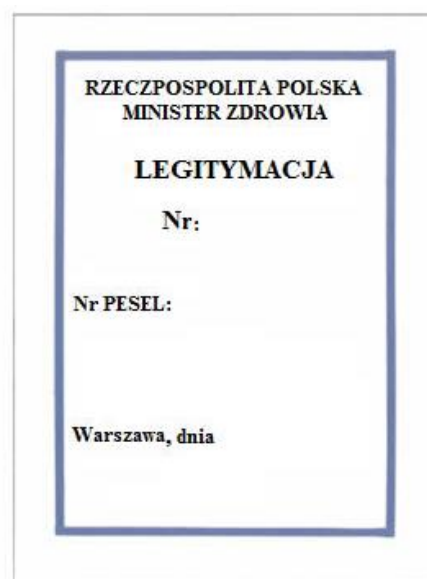 RZECZPOSPOLITA POLSKA
MINISTER ZDROWIA
LEGITYMACJA
Nr:
Nr PESEL:
Warszawa, dnia